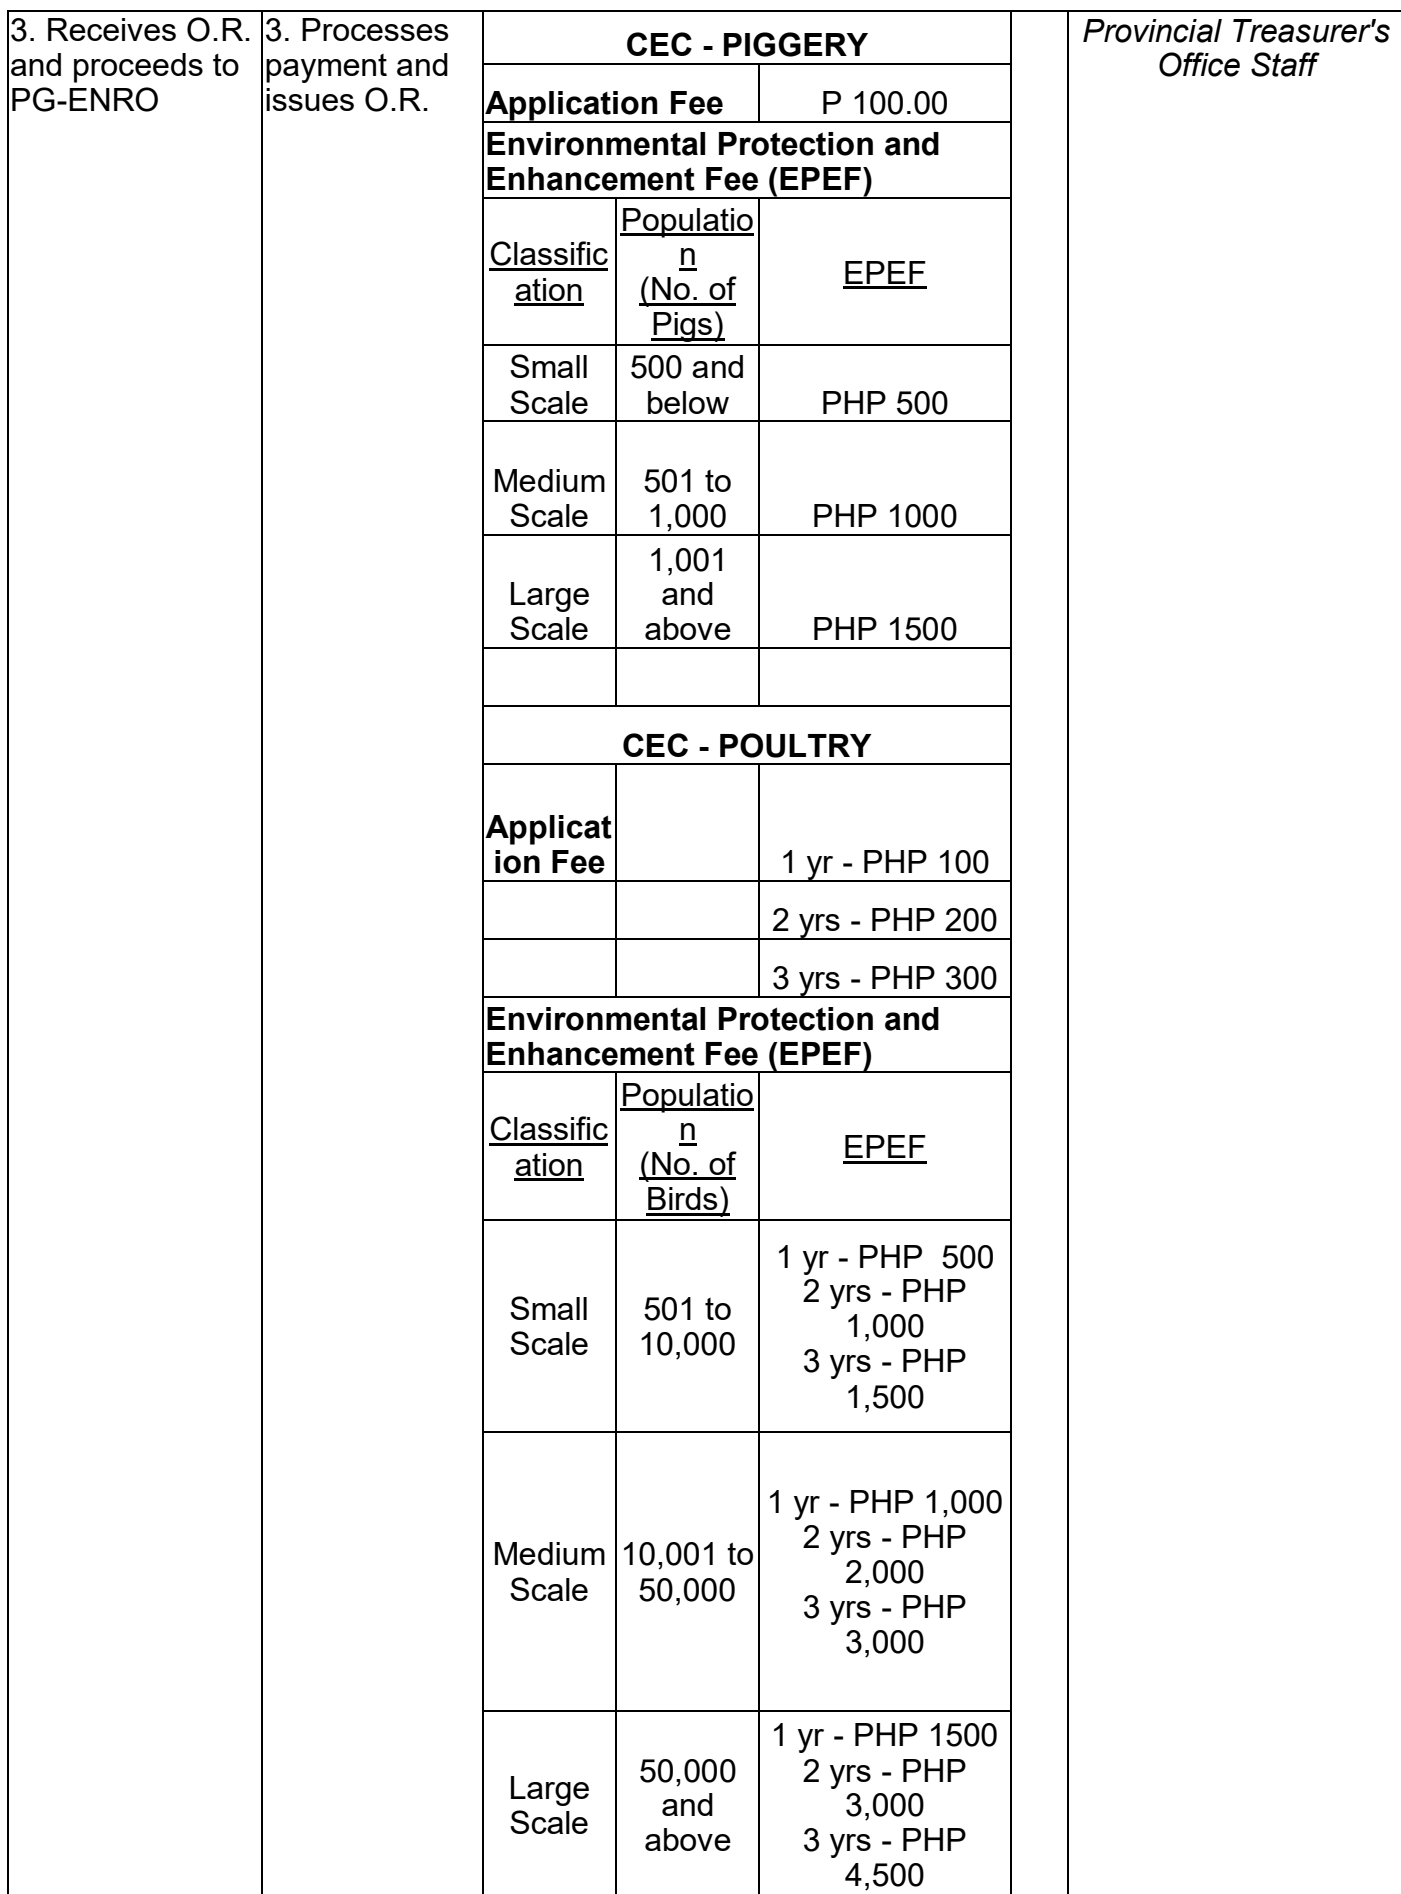 3. Receives O.R.
and proceeds to
PG-ENRO
3. Processes
payment and
issues O.R.
CEC - PIGGERY
Application Fee
P 100.00
Environmental Protection and
Enhancement Fee (EPEF)
Classific
ation
Populatio
n
(No. of
Pigs)
EPEF
Small
Scale
500 and
below
PHP 500
Medium
Scale
501 to
1,000
PHP 1000
Large
Scale
1,001
and
above
PHP 1500
CEC - POULTRY
Applicat
ion Fee
1 yr - PHP 100
2 yrs - PHP 200
3 yrs - PHP 300
Environmental Protection and
Enhancement Fee (EPEF)
Classific
ation
Populatio
n
(No. of
Birds)
EPEF
Small
Scale
501 to
10,000
1 yr - PHP  500
2 yrs - PHP
1,000
3 yrs - PHP
1,500
Medium
Scale
10,001 to
50,000
1 yr - PHP 1,000
2 yrs - PHP
2,000
3 yrs - PHP
3,000
Large
Scale
50,000
and
above
1 yr - PHP 1500
2 yrs - PHP
3,000
3 yrs - PHP
4,500
Provincial Treasurer's
Office Staff